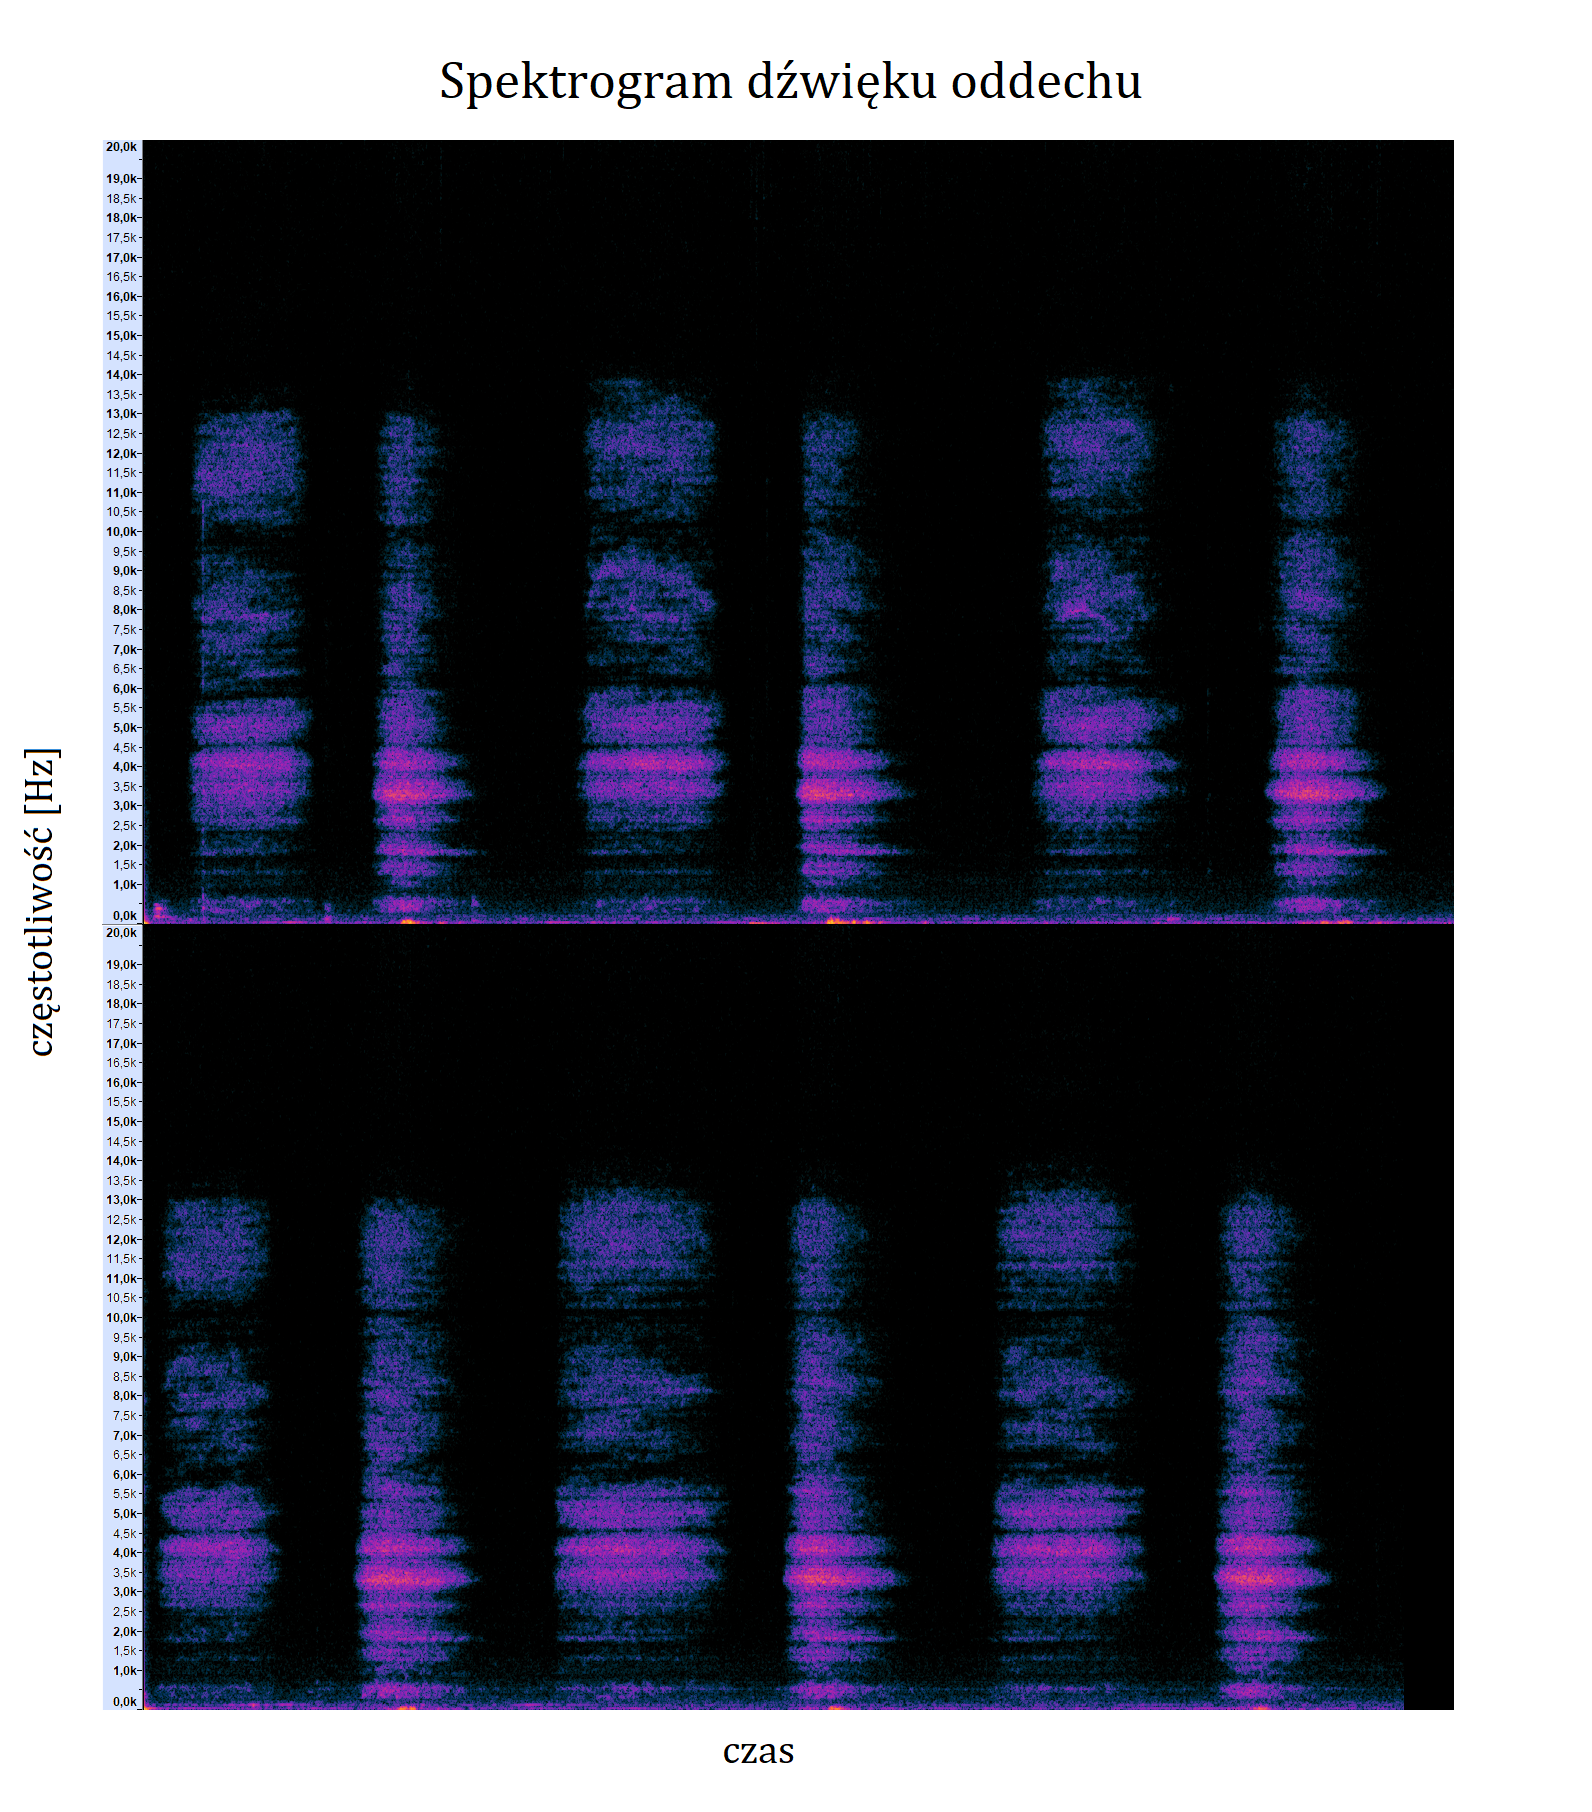 Spektrogram dźwięku oddechu
częstotliwość [Hz]
20,0k
19,0k
18,5k
18,0k
17,5k
17,0k
16,5k
16,0k
15,5k
15,0k
14,5k
14,0k
13,5k
13,0k
12,5k
12,0k
11,5k
11,0k
10,5k
10,0k
9,5k
9,0k
8,5k
8,0k
7,5k
7,0k
6,5k
6,0k
5,5k
5,0k
4,5k
4,0k
3,5k
3,0k
2,5k
2,0k
1,5k
1,0k
0,0k
20,0k
19,0k
18,5k
18,0k
17,5k
17,0k
16,5k
16,0k
15,5k
15,0k
14,5k
14,0k
13,5k
13,0k
12,5k
12,0k
11,5k
11,0k
10,5k
10,0k
9,5k
9,0k
8,5k
8,0k
7,5k
7,0k
6,5k
6,0k
5,5k
5,0k
4,5k
4,0k
3,5k
3,0k
2,5k
2,0k
1,5k
1,0k
0,0k
czas